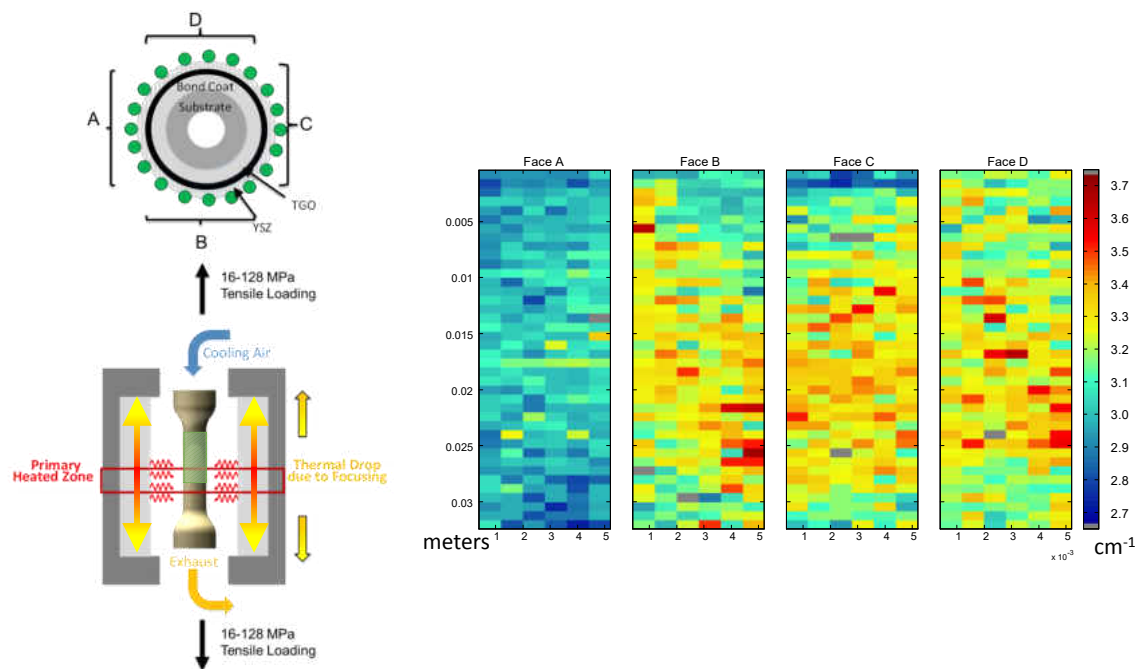 D
Bond Coat
Substrate
A
C
TGO
YSZ
B
16-128 MPa
Tensile Loading
Cooling Air
Primary
Heated Zone
Thermal Drop
due to Focusing
Exhaust
16-128 MPa
Tensile Loading
Face A
Face B
Face C
Face D
0.005
0.01
0.015
0.02
0.025
0.03
meters
1 2 3 4 5
1 2 3 4 5
1 2 3 4 5
1 2 3 4 5
x 10⁻³
3.7
3.6
3.5
3.4
3.3
3.2
3.1
3.0
2.9
2.8
2.7
cm⁻¹